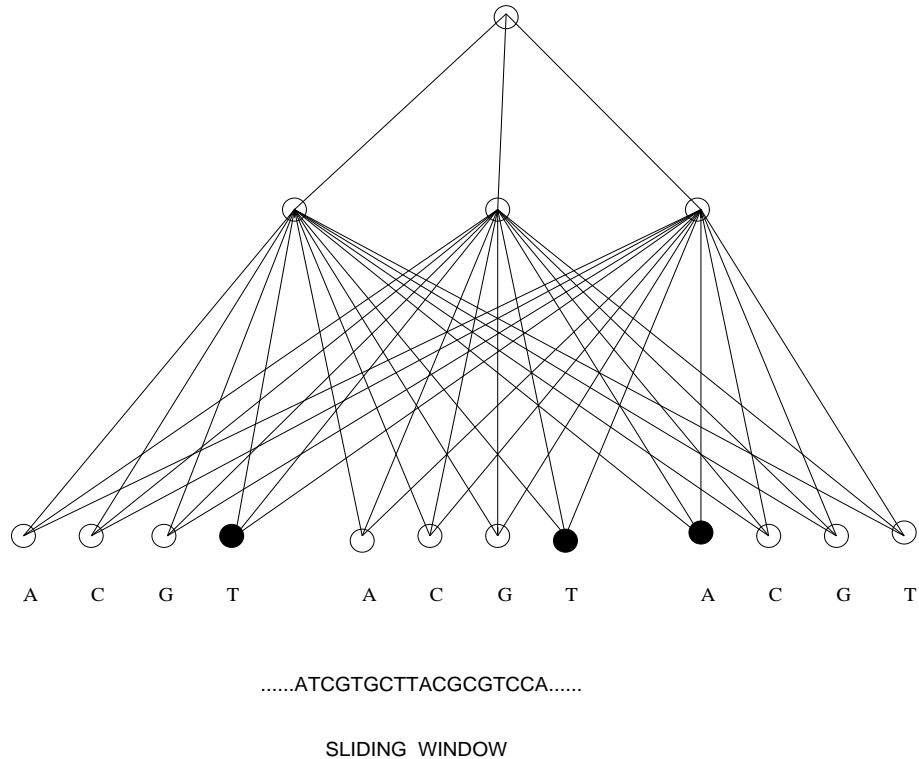 A C G T A C G T A C G T
......ATCGTGCTTACGCGTCCA......
SLIDING WINDOW